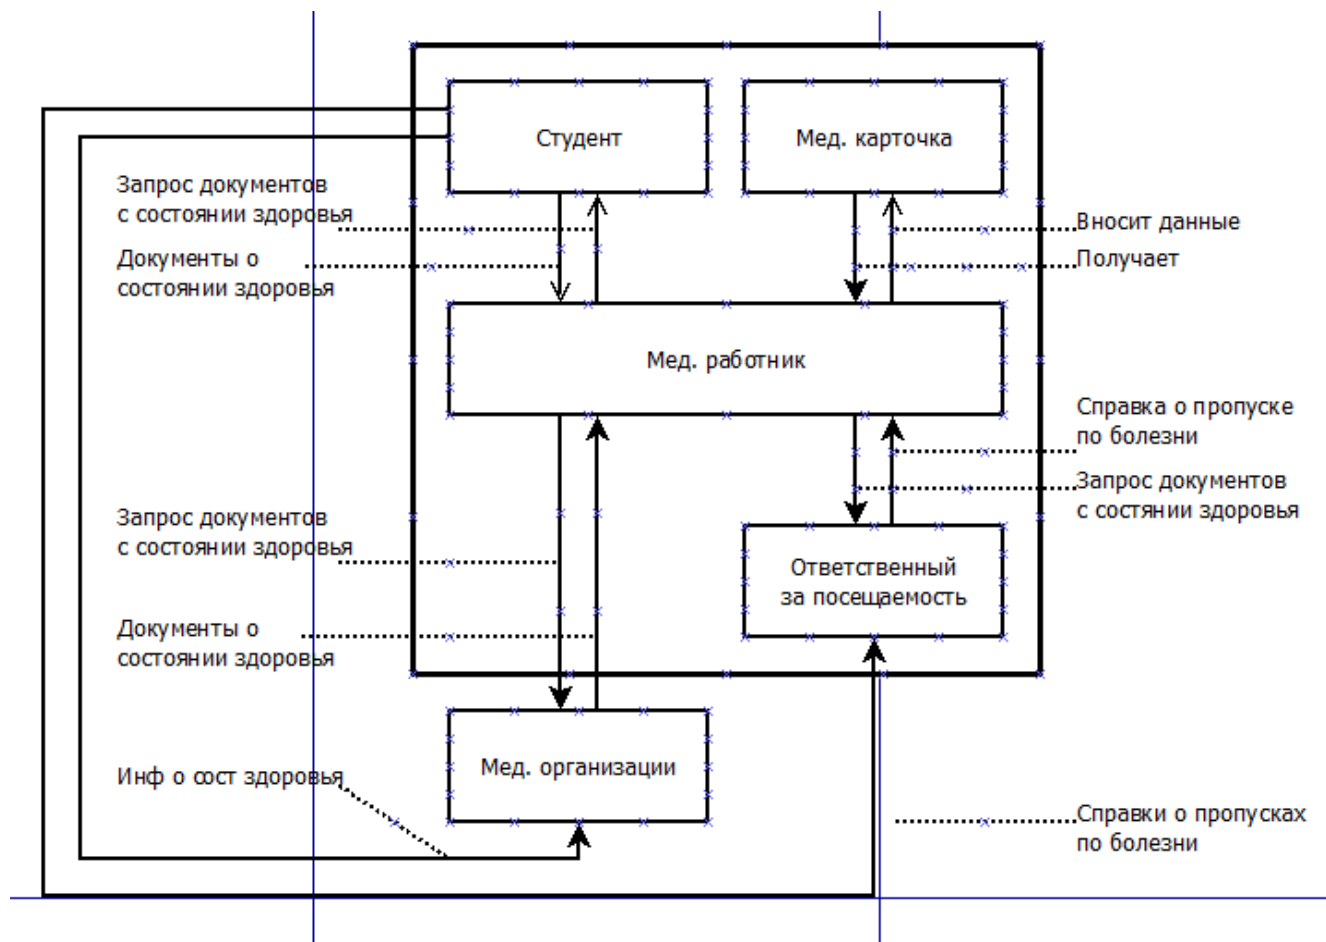 Студент
Мед. карточка
Запрос документов
с состоянии здоровья
Вносит данные
Документы о
состоянии здоровья
Получает
Мед. работник
Справка о пропуске
по болезни
Запрос документов
с состянии здоровья
Запрос документов
с состоянии здоровья
Ответственный
за посещаемость
Документы о
состоянии здоровья
Мед. организации
Инф о сост здоровья
Справки о пропусках
по болезни